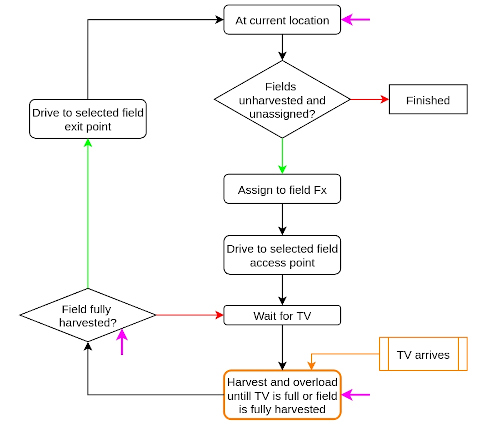 At current location
Fields
unharvested and
unassigned?
Finished
Drive to selected field
exit point
Assign to field Fx
Drive to selected field
access point
Field fully
harvested?
Wait for TV
TV arrives
Harvest and overload
untill TV is full or field
is fully harvested